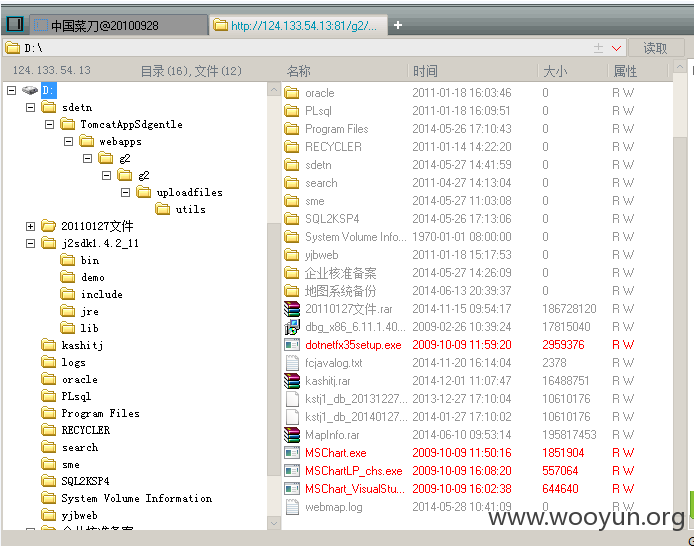 中国菜刀@20100928 http://124.133.54.13:81/g2/... +
D:\ 读取
124.133.54.13 目录(16),文件(12) 名称 时间 大小 属性
D:
sdetn
TomcatAppSdgentle
webapps
g2
g2
uploadfiles
utils
20110127文件
j2sdk1.4.2_11
bin
demo
include
jre
lib
kashitj
logs
oracle
PLsql
Program Files
RECYCLER
search
sme
SQL2KSP4
System Volume Information
yjbweb
企业核准备案
oracle 2011-01-18 16:03:46 0 R W
PLsql 2011-01-18 16:09:51 0 R W
Program Files 2014-05-26 17:10:43 0 R W
RECYCLER 2011-01-14 14:22:20 0 R W
sdetn 2014-05-27 14:41:59 0 R W
search 2011-04-27 14:13:04 0 R W
sme 2014-05-27 11:03:08 0 R W
SQL2KSP4 2014-05-26 17:13:06 0 R W
System Volume Info... 1970-01-01 08:00:00 0 R W
yjbweb 2011-01-18 15:17:53 0 R W
企业核准备案 2014-05-27 14:26:09 0 R W
地图系统备份 2014-06-13 20:39:37 0 R W
20110127文件.rar 2014-11-15 09:54:17 186728120 R W
dbg_x86_6.11.1.40... 2009-02-26 10:39:24 17815040 R W
dotnetfx35setup.exe 2009-10-09 11:59:20 2959376 R W
fcjavalog.txt 2014-11-20 16:14:04 2378 R W
kashitj.rar 2014-12-01 11:07:47 16488751 R W
kstj1_db_20131227... 2013-12-27 17:10:04 10610176 R W
kstj1_db_20140127... 2014-01-27 17:10:02 10610176 R W
MapInfo.rar 2014-06-10 09:53:14 195817453 R W
MSChart.exe 2009-10-09 11:50:16 1851904 R W
MSChartLP_chs.exe 2009-10-09 16:08:20 557064 R W
MSChart_VisualStu... 2009-10-09 16:02:38 644640 R W
webmap.log 2014-05-28 10:41:09 0 R W
www.wooyun.org